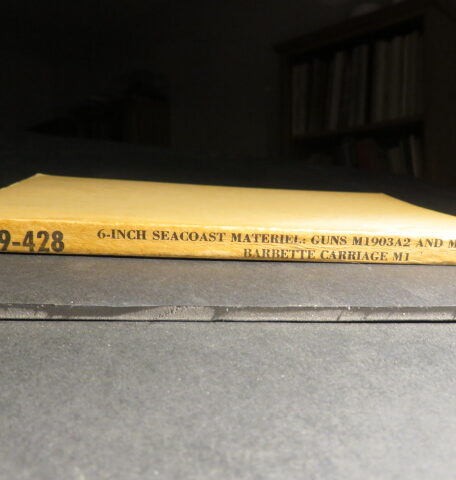 9-428
6-INCH SEACOAST MATERIEL: GUNS M1903A2 AND M
BARBETTE CARRIAGE M1